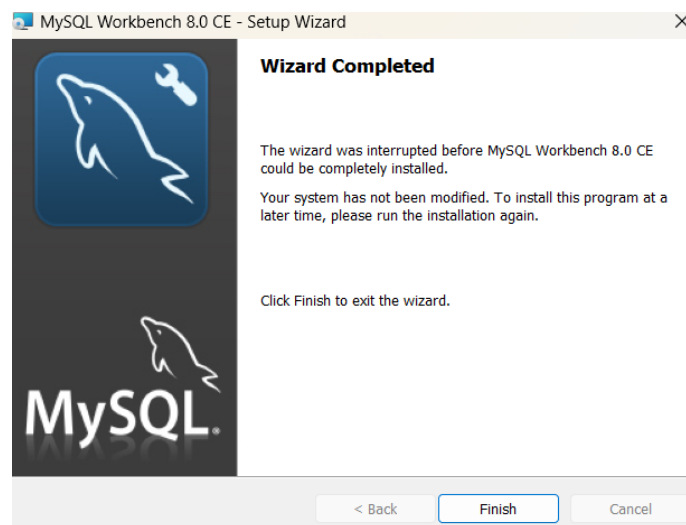 MySQL Workbench 8.0 CE - Setup Wizard
Wizard Completed
The wizard was interrupted before MySQL Workbench 8.0 CE
could be completely installed.
Your system has not been modified. To install this program at a
later time, please run the installation again.
Click Finish to exit the wizard.
MySQL®
< Back
Finish
Cancel